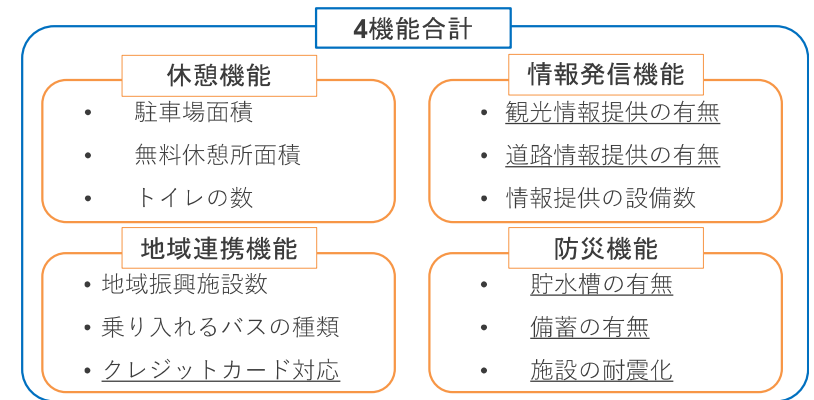 4機能合計
休憩機能
• 駐車場面積
• 無料休憩所面積
• トイレの数
情報発信機能
• 観光情報提供の有無
• 道路情報提供の有無
• 情報提供の設備数
地域連携機能
• 地域振興施設数
• 乗り入れるバスの種類
• クレジットカード対応
防災機能
• 貯水槽の有無
• 備蓄の有無
• 施設の耐震化